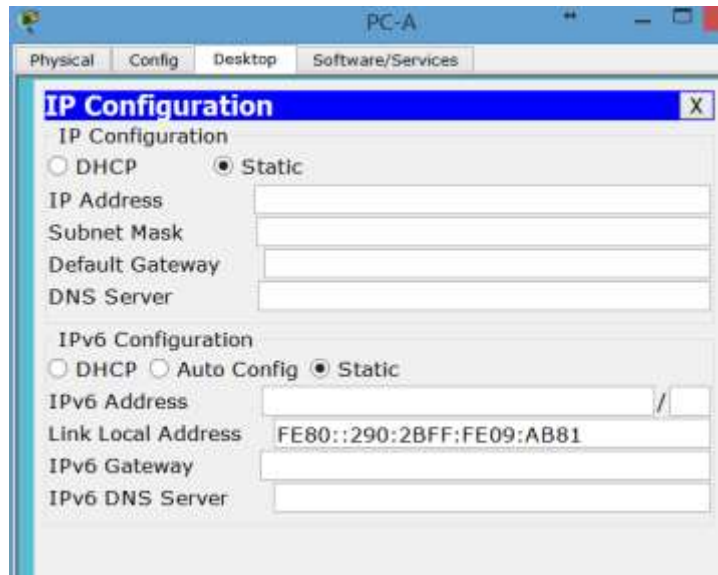 PC-A
Physical Config Desktop Software/Services
IP Configuration X
IP Configuration
DHCP Static
IP Address
Subnet Mask
Default Gateway
DNS Server
IPv6 Configuration
DHCP Auto Config Static
IPv6 Address /
Link Local Address FE80::290:2BFF:FE09:AB81
IPv6 Gateway
IPv6 DNS Server